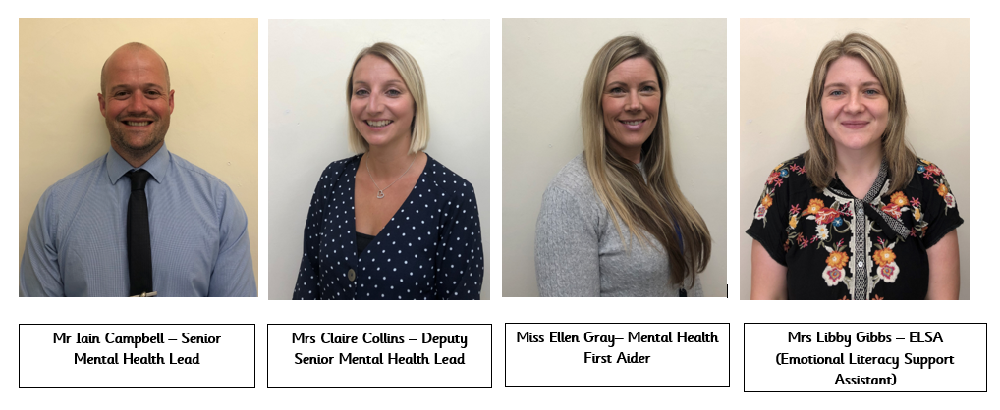 Mr Iain Campbell – Senior
Mental Health Lead
Mrs Claire Collins – Deputy
Senior Mental Health Lead
Miss Ellen Gray– Mental Health
First Aider
Mrs Libby Gibbs – ELSA
(Emotional Literacy Support
Assistant)